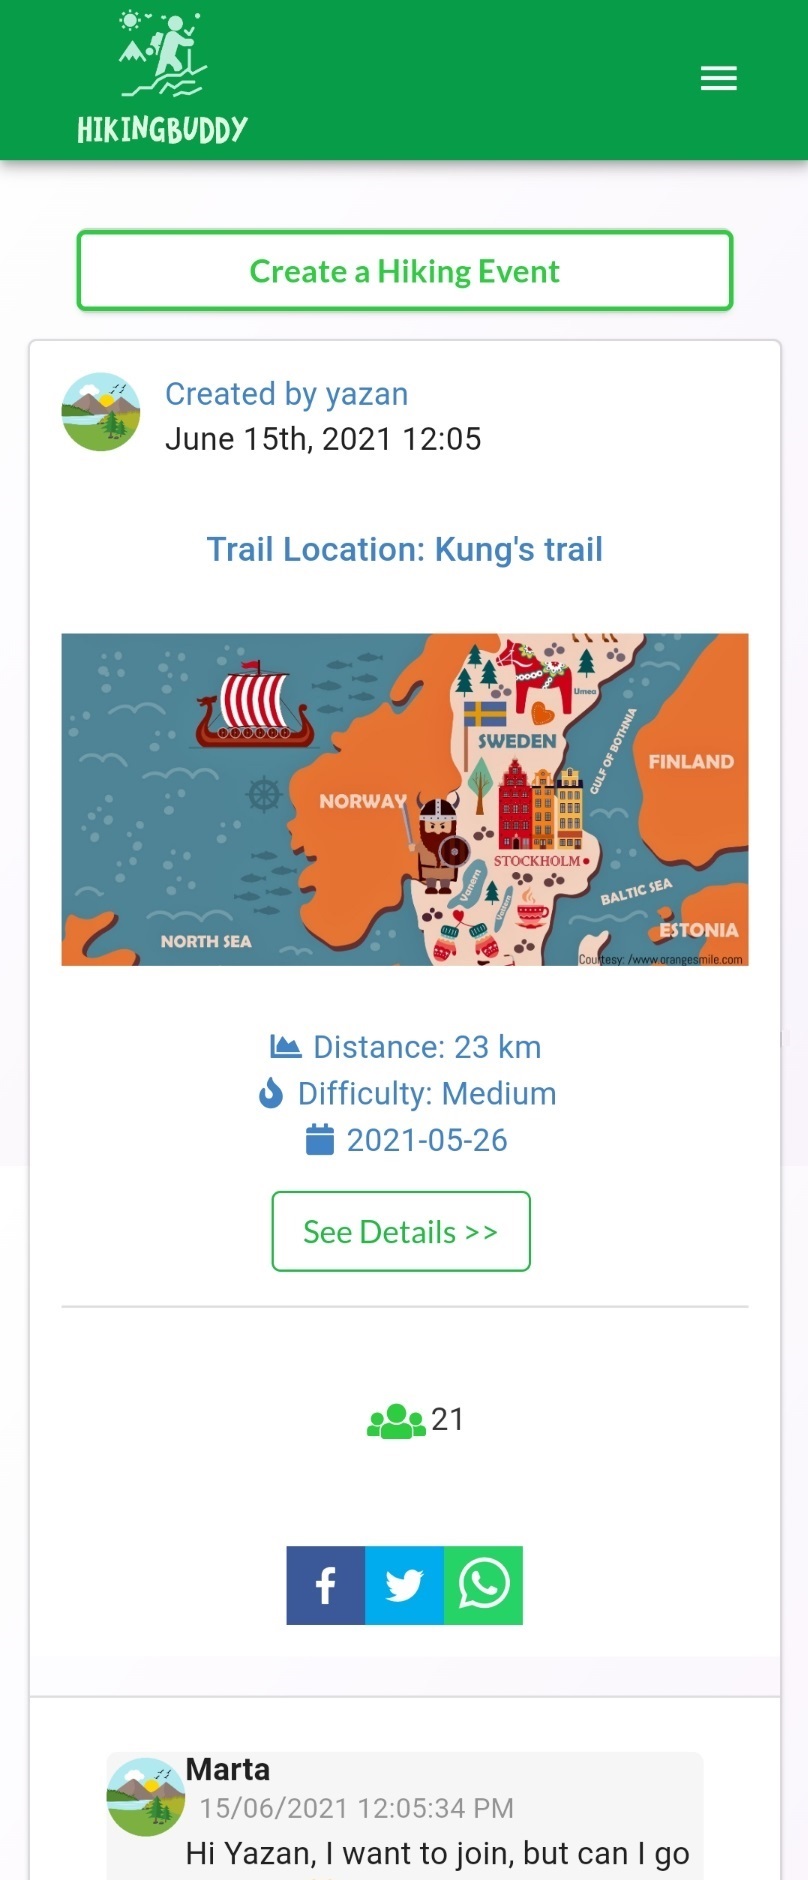 HIKINGBUDDY
Create a Hiking Event
Created by yazan
June 15th, 2021 12:05
Trail Location: Kung's trail
Umea
SWEDEN
GULF OF BOTHNIA
FINLAND
NORWAY
STOCKHOLM
Vanern
BALTIC SEA
ESTONIA
NORTH SEA
Courtesy: /www.orangesmile.com
Distance: 23 km
Difficulty: Medium
2021-05-26
See Details >>
21
Marta
15/06/2021 12:05:34 PM
Hi Yazan, I want to join, but can I go